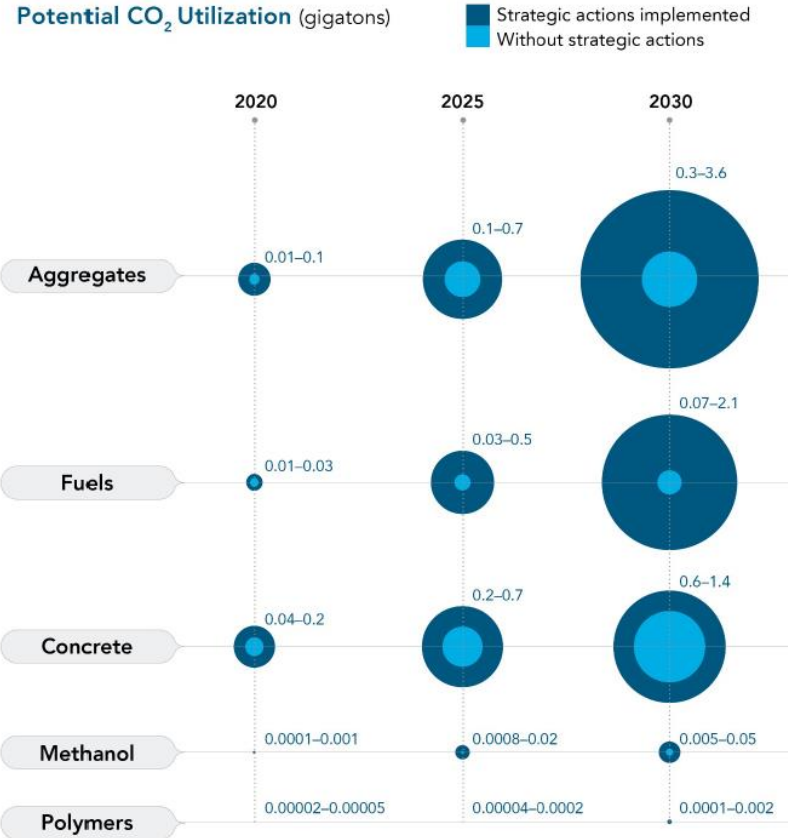 Potential CO₂ Utilization (gigatons)
Strategic actions implemented
Without strategic actions
2020 2025 2030
Aggregates 0.01–0.1 0.1–0.7 0.3–3.6
Fuels 0.01–0.03 0.03–0.5 0.07–2.1
Concrete 0.04–0.2 0.2–0.7 0.6–1.4
Methanol 0.0001–0.001 0.0008–0.02 0.005–0.05
Polymers 0.00002–0.00005 0.00004–0.0002 0.0001–0.002